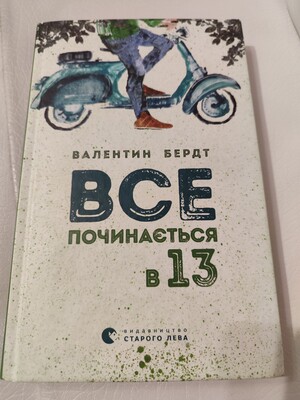 ВАЛЕНТИН БЕРДТ
ВСЕ
ПОЧИНАЄТЬСЯ
В 13
ВИДАВНИЦТВО
СТАРОГО ЛЕВА